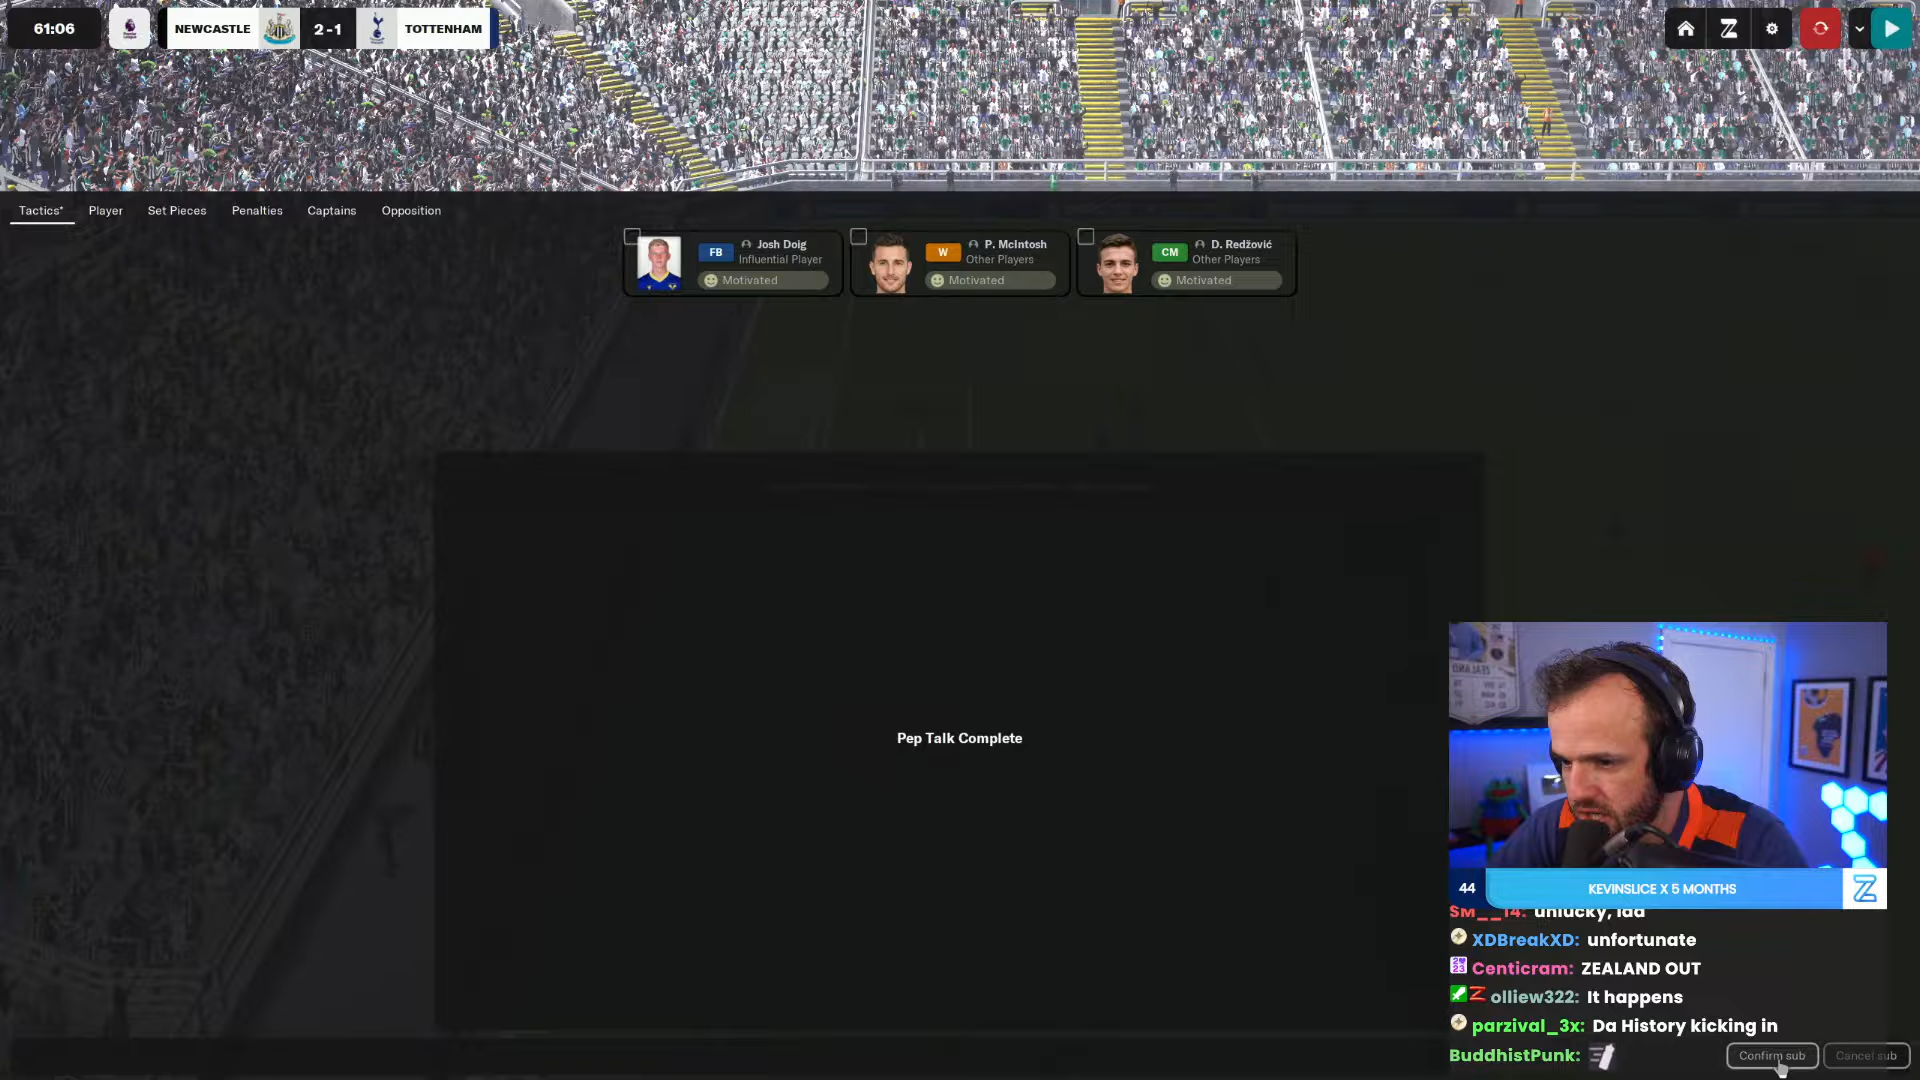 61:06
NEWCASTLE
2 - 1
TOTTENHAM
Tactics*
Player
Set Pieces
Penalties
Captains
Opposition
FB
Josh Doig
Influential Player
Motivated
W
P. McIntosh
Other Players
Motivated
CM
D. Redžović
Other Players
Motivated
Pep Talk Complete
44
KEVINSLICE X 5 MONTHS
SM__14: unlucky, lad
XDBreakXD: unfortunate
Centicram: ZEALAND OUT
olliew322: It happens
parzival_3x: Da History kicking in
BuddhistPunk:
Confirm sub
Cancel sub